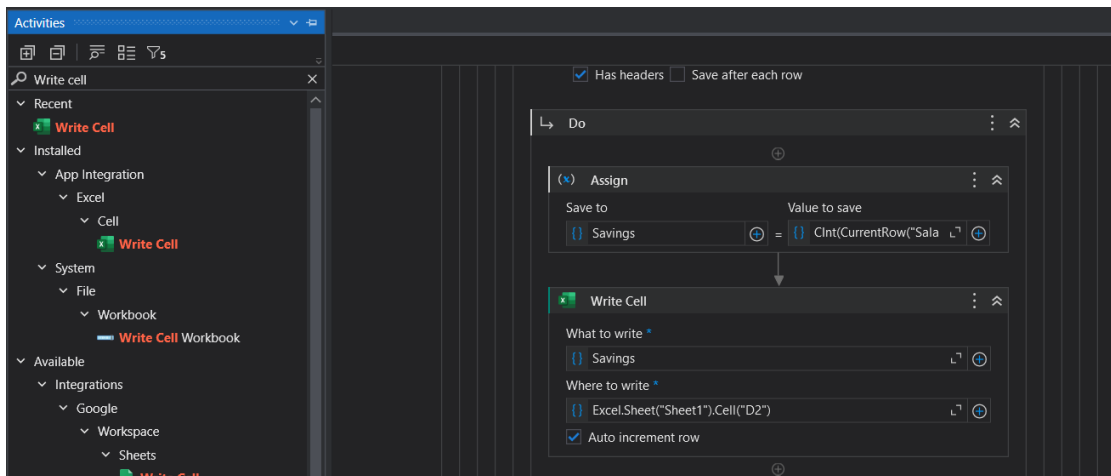 Activities
5
Write cell
Recent
Write Cell
Installed
App Integration
Excel
Cell
Write Cell
System
File
Workbook
Write Cell Workbook
Available
Integrations
Google
Workspace
Sheets
Write Cell
Has headers Save after each row
Do
Assign
Save to Value to save
Savings = CInt(CurrentRow("Sala
Write Cell
What to write *
Savings
Where to write *
Excel.Sheet("Sheet1").Cell("D2")
Auto increment row